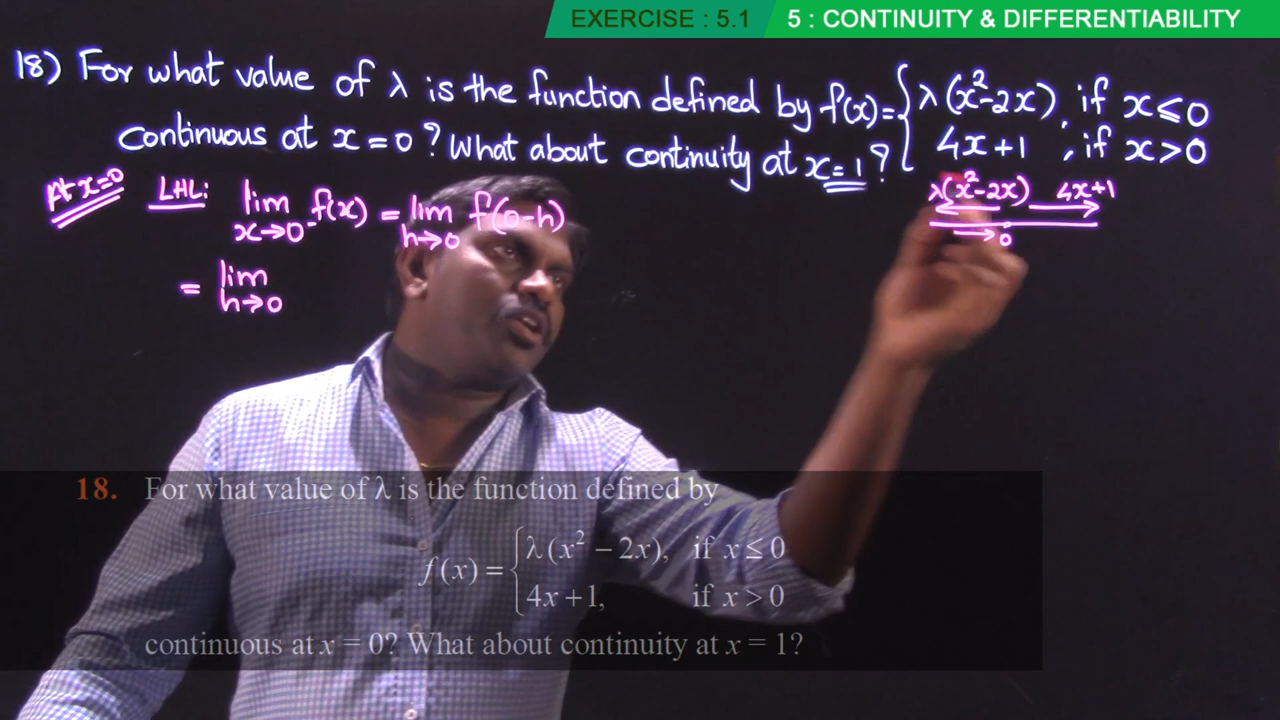 EXERCISE : 5.1 5 : CONTINUITY & DIFFERENTIABILITY
18) For what value of λ is the function defined by f(x)= { λ(x²-2x), if x≤0
4x+1, if x>0
continuous at x=0? What about continuity at x=1?
λ(x²-2x) 4x+1
0
At x=0 LHL: lim x→0⁻ f(x) = lim h→0 f(0-h)
= lim h→0
18. For what value of λ is the function defined by
f(x) = { λ(x² – 2x), if x ≤ 0
4x + 1, if x > 0
continuous at x = 0? What about continuity at x = 1?